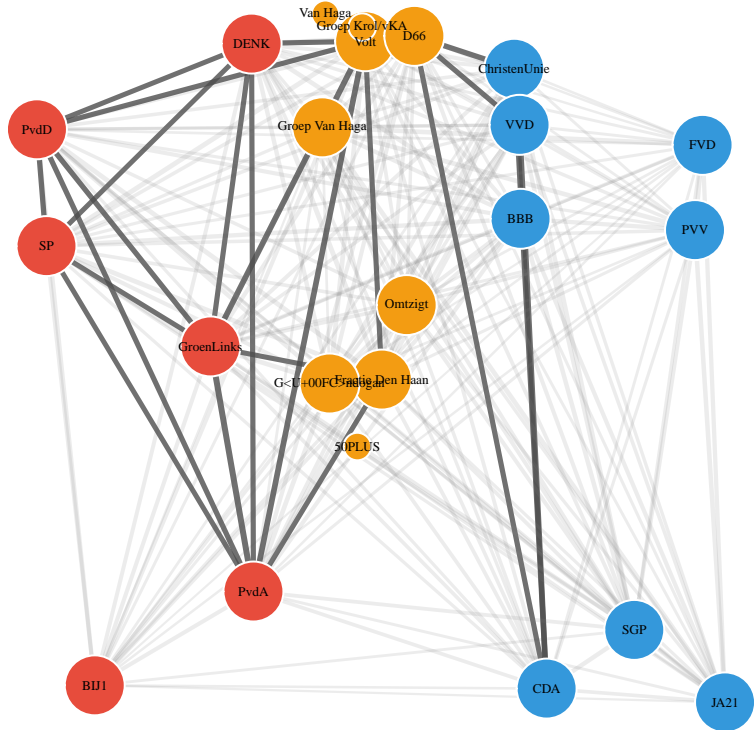 Van Haga
Groep Krol/vKA
DENK
Volt
D66
ChristenUnie
PvdD
Groep Van Haga
VVD
FVD
SP
BBB
PVV
Omtzigt
GroenLinks
G<U+00FC>ndogan
Fractie Den Haan
50PLUS
PvdA
SGP
BIJ1
CDA
JA21